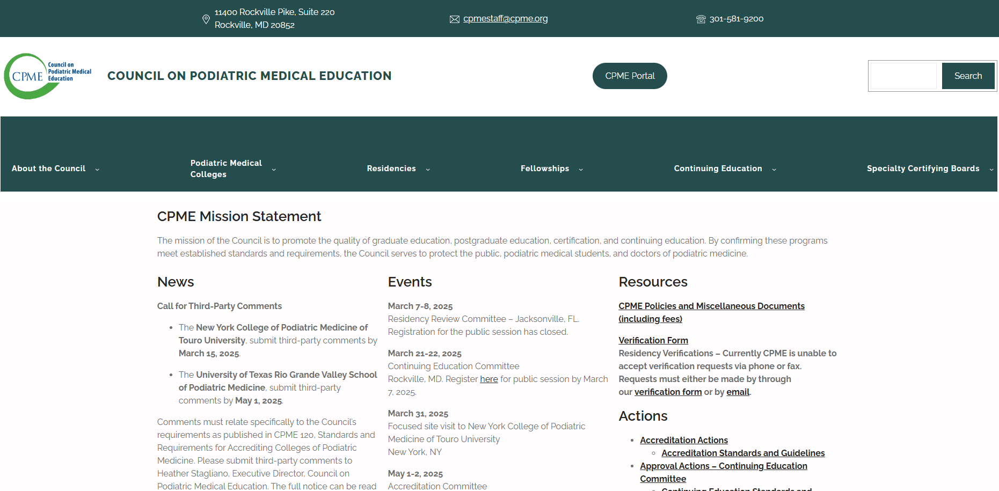 11400 Rockville Pike, Suite 220
Rockville, MD 20852
cpmestaff@cpme.org
301-581-9200
CPME
Council on
Podiatric Medical
Education
COUNCIL ON PODIATRIC MEDICAL EDUCATION
CPME Portal
Search
About the Council
Podiatric Medical
Colleges
Residencies
Fellowships
Continuing Education
Specialty Certifying Boards
CPME Mission Statement
The mission of the Council is to promote the quality of graduate education, postgraduate education, certification, and continuing education. By confirming these programs
meet established standards and requirements, the Council serves to protect the public, podiatric medical students, and doctors of podiatric medicine.
News
Call for Third-Party Comments
• The New York College of Podiatric Medicine of
Touro University, submit third-party comments by
March 15, 2025.
• The University of Texas Rio Grande Valley School
of Podiatric Medicine, submit third-party
comments by May 1, 2025.
Comments must relate specifically to the Council's
requirements as published in CPME 120, Standards and
Requirements for Accrediting Colleges of Podiatric
Medicine. Please submit third-party comments to
Heather Stagliano, Executive Director, Council on
Podiatric Medical Education. The full notice can be read
Events
March 7-8, 2025
Residency Review Committee – Jacksonville, FL.
Registration for the public session has closed.
March 21-22, 2025
Continuing Education Committee
Rockville, MD. Register here for public session by March
7, 2025.
March 31, 2025
Focused site visit to New York College of Podiatric
Medicine of Touro University
New York, NY
May 1-2, 2025
Accreditation Committee
Resources
CPME Policies and Miscellaneous Documents
(including fees)
Verification Form
Residency Verifications – Currently CPME is unable to
accept verification requests via phone or fax.
Requests must either be made by through
our verification form or by email.
Actions
• Accreditation Actions
◦ Accreditation Standards and Guidelines
• Approval Actions – Continuing Education
Committee
◦ Continuing Education Standards and